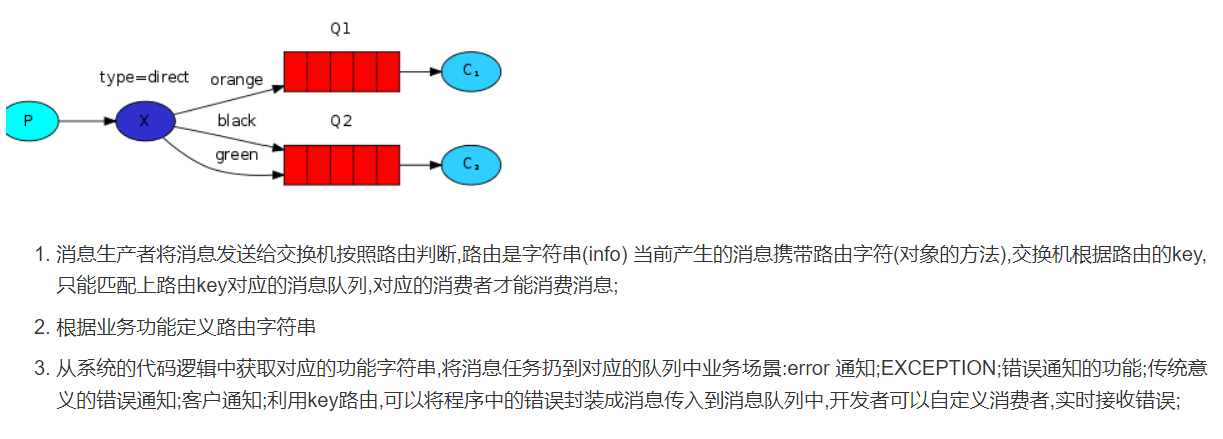 Q1
type=direct
orange
C₁
P
X
black
Q2
green
C₂
1. 消息生产者将消息发送给交换机按照路由判断,路由是字符串(info) 当前产生的消息携带路由字符(对象的方法),交换机根据路由的key,
只能匹配上路由key对应的消息队列,对应的消费者才能消费消息;
2. 根据业务功能定义路由字符串
3. 从系统的代码逻辑中获取对应的功能字符串,将消息任务扔到对应的队列中业务场景:error 通知;EXCEPTION;错误通知的功能;传统意
义的错误通知;客户通知;利用key路由,可以将程序中的错误封装成消息传入到消息队列中,开发者可以自定义消费者,实时接收错误;